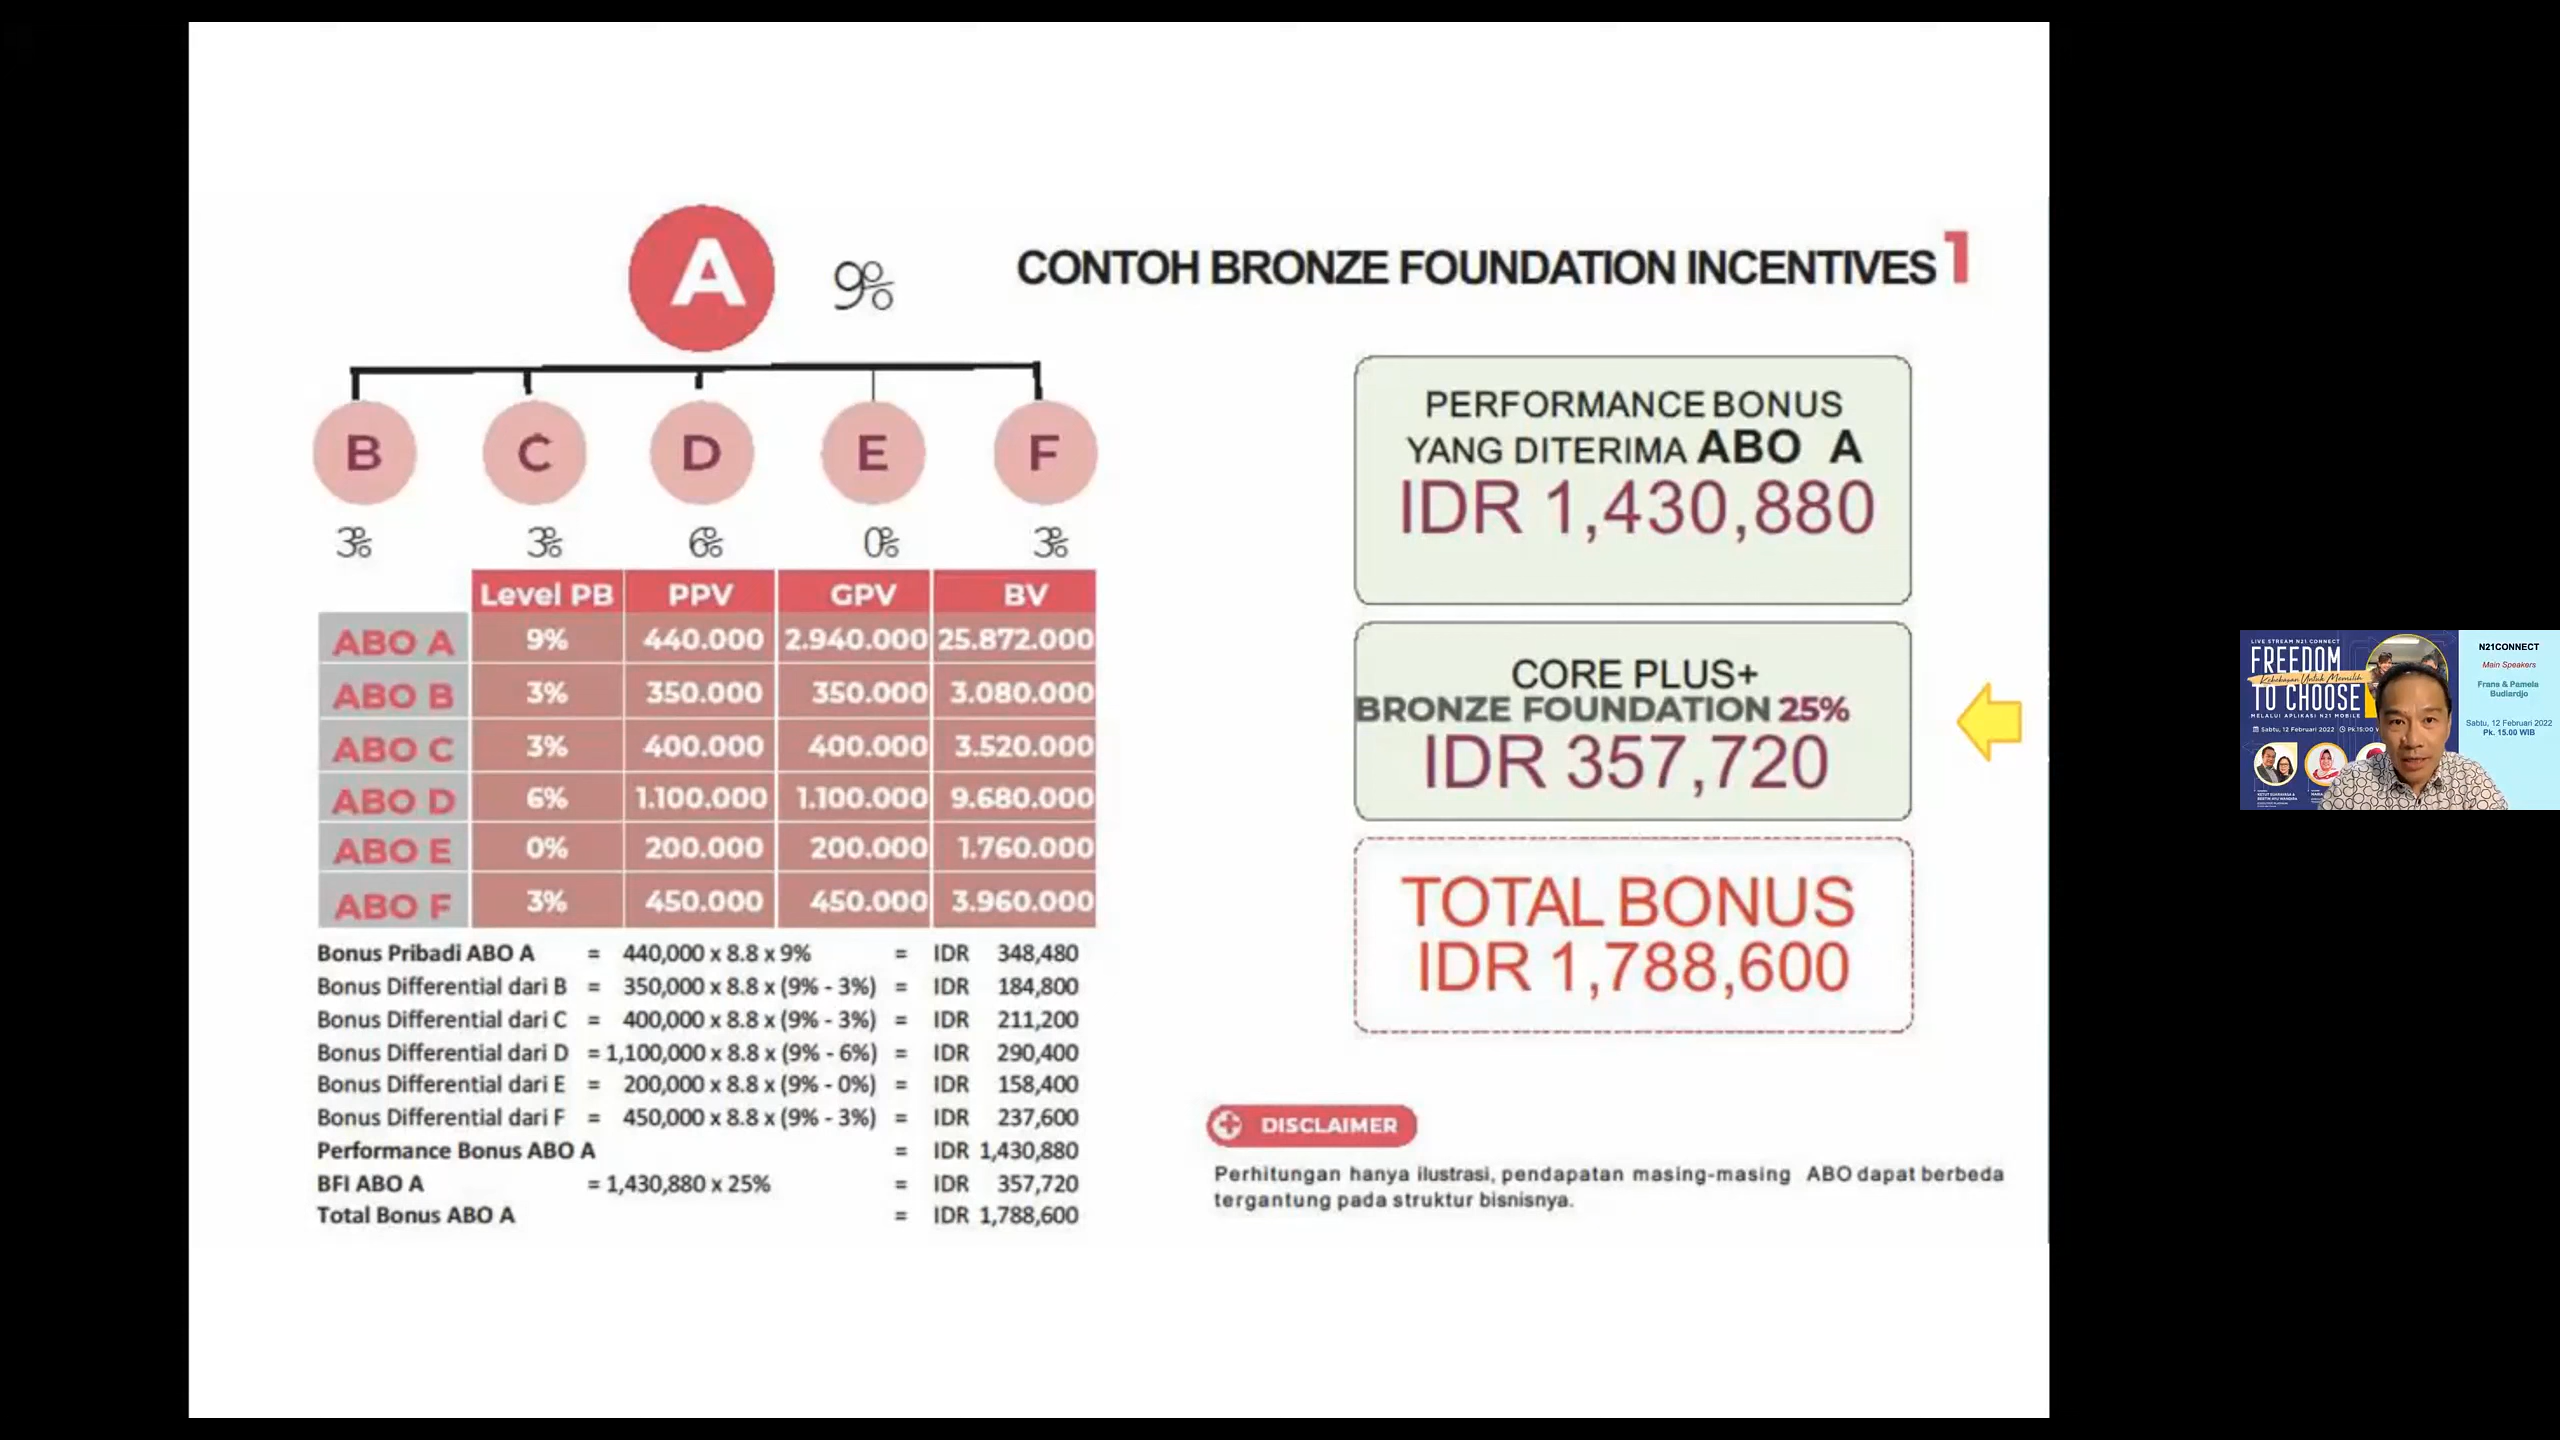 A 9%
CONTOH BRONZE FOUNDATION INCENTIVES 1
B C D E F
3% 3% 6% 0% 3%
Level PB PPV GPV BV
ABO A 9% 440.000 2.940.000 25.872.000
ABO B 3% 350.000 350.000 3.080.000
ABO C 3% 400.000 400.000 3.520.000
ABO D 6% 1.100.000 1.100.000 9.680.000
ABO E 0% 200.000 200.000 1.760.000
ABO F 3% 450.000 450.000 3.960.000
Bonus Pribadi ABO A = 440,000 x 8.8 x 9% = IDR 348,480
Bonus Differential dari B = 350,000 x 8.8 x (9% - 3%) = IDR 184,800
Bonus Differential dari C = 400,000 x 8.8 x (9% - 3%) = IDR 211,200
Bonus Differential dari D = 1,100,000 x 8.8 x (9% - 6%) = IDR 290,400
Bonus Differential dari E = 200,000 x 8.8 x (9% - 0%) = IDR 158,400
Bonus Differential dari F = 450,000 x 8.8 x (9% - 3%) = IDR 237,600
Performance Bonus ABO A = IDR 1,430,880
BFI ABO A = 1,430,880 x 25% = IDR 357,720
Total Bonus ABO A = IDR 1,788,600
PERFORMANCE BONUS
YANG DITERIMA ABO A
IDR 1,430,880
CORE PLUS+
BRONZE FOUNDATION 25%
IDR 357,720
TOTAL BONUS
IDR 1,788,600
DISCLAIMER
Perhitungan hanya ilustrasi, pendapatan masing-masing ABO dapat berbeda
tergantung pada struktur bisnisnya.
LIVE STREAM N21 CONNECT
FREEDOM
Kebebasan Untuk Memilih
TO CHOOSE
MELALUI APLIKASI N21 MOBILE
Sabtu, 12 Februari 2022 Pk.15:00
N21CONNECT
Main Speakers
Frans & Pamela
Budiardjo
Sabtu, 12 Februari 2022
Pk. 15.00 WIB